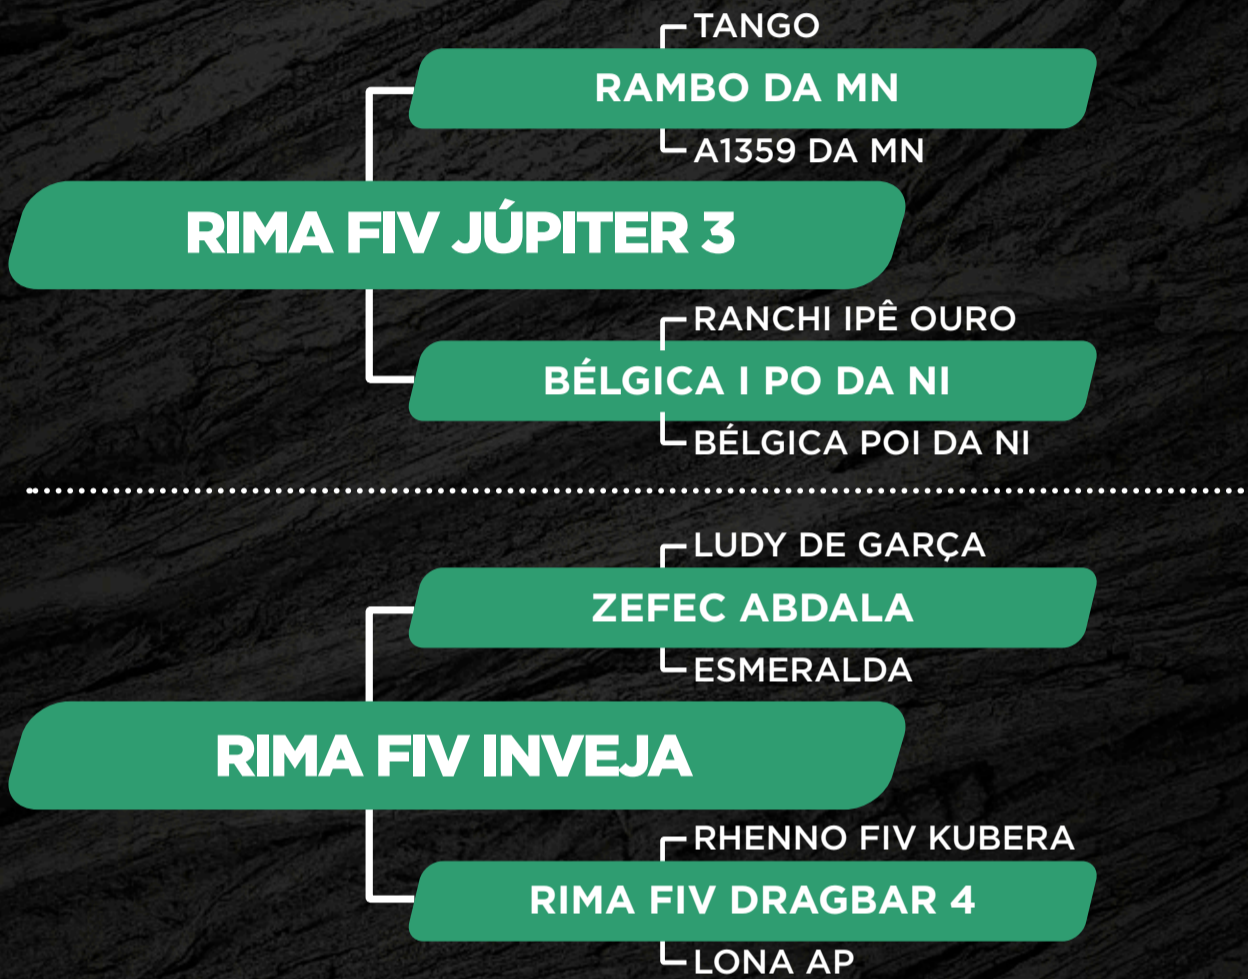 TANGO
RAMBO DA MN
A1359 DA MN
RIMA FIV JÚPITER 3
RANCHI IPÊ OURO
BÉLGICA I PO DA NI
BÉLGICA POI DA NI
LUDY DE GARÇA
ZEFEC ABDALA
ESMERALDA
RIMA FIV INVEJA
RHENNO FIV KUBERA
RIMA FIV DRAGBAR 4
LONA AP